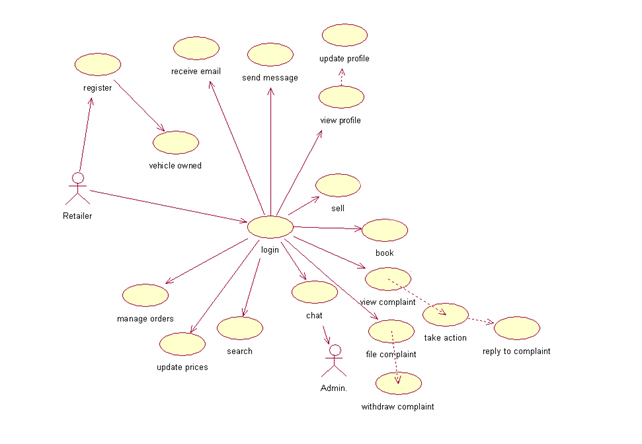 update profile
receive email
send message
register
view profile
vehicle owned
sell
Retailer
login
book
view complaint
manage orders
chat
take action
search
file complaint
reply to complaint
update prices
Admin.
withdraw complaint